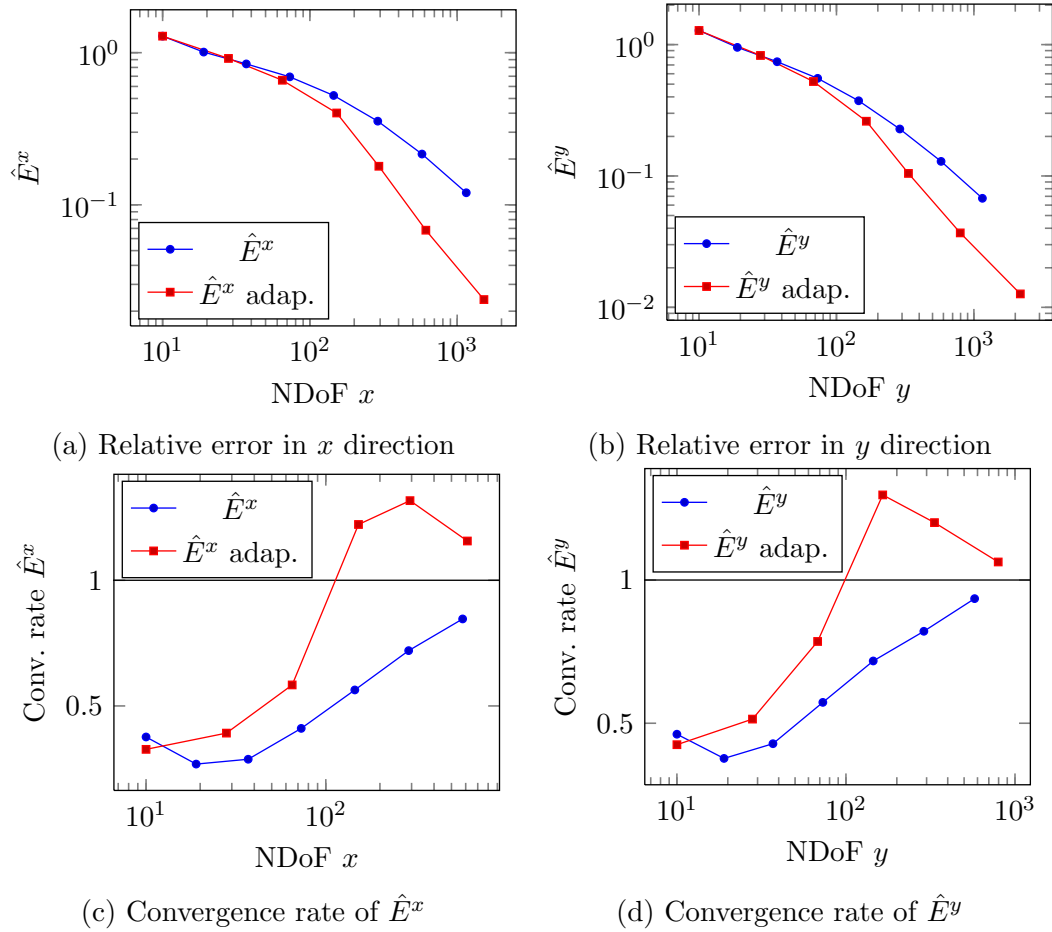 10^0
10^{-1}
Ê^x
Ê^x
Ê^x adap.
10^1
10^2
10^3
NDoF x
(a) Relative error in x direction
10^0
10^{-1}
10^{-2}
Ê^y
Ê^y
Ê^y adap.
10^1
10^2
10^3
NDoF y
(b) Relative error in y direction
1
0.5
Conv. rate Ê^x
Ê^x
Ê^x adap.
10^1
10^2
NDoF x
(c) Convergence rate of Ê^x
1
0.5
Conv. rate Ê^y
Ê^y
Ê^y adap.
10^1
10^2
10^3
NDoF y
(d) Convergence rate of Ê^y